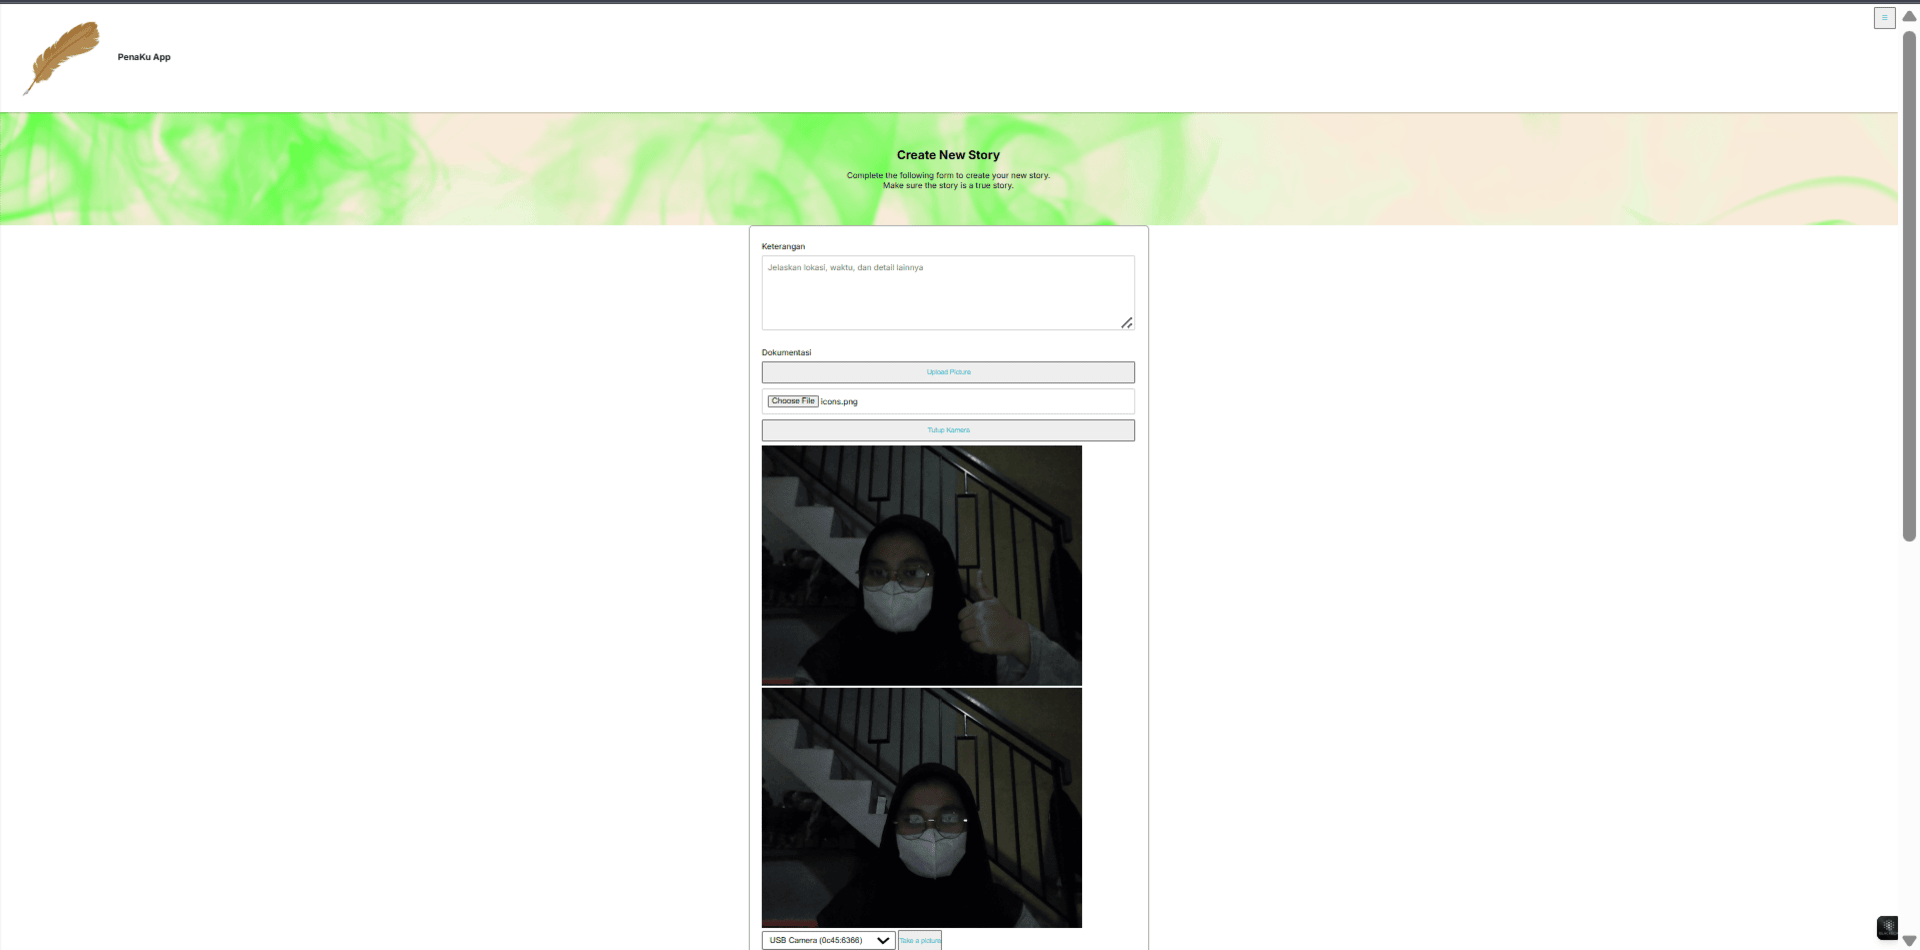 PenaKu App
Create New Story
Complete the following form to create your new story.
Make sure the story is a true story.
Keterangan
Jelaskan lokasi, waktu, dan detail lainnya
Dokumentasi
Upload Picture
Choose File icons.png
Tutup Kamera
USB Camera (0c45:6366)
Take a picture